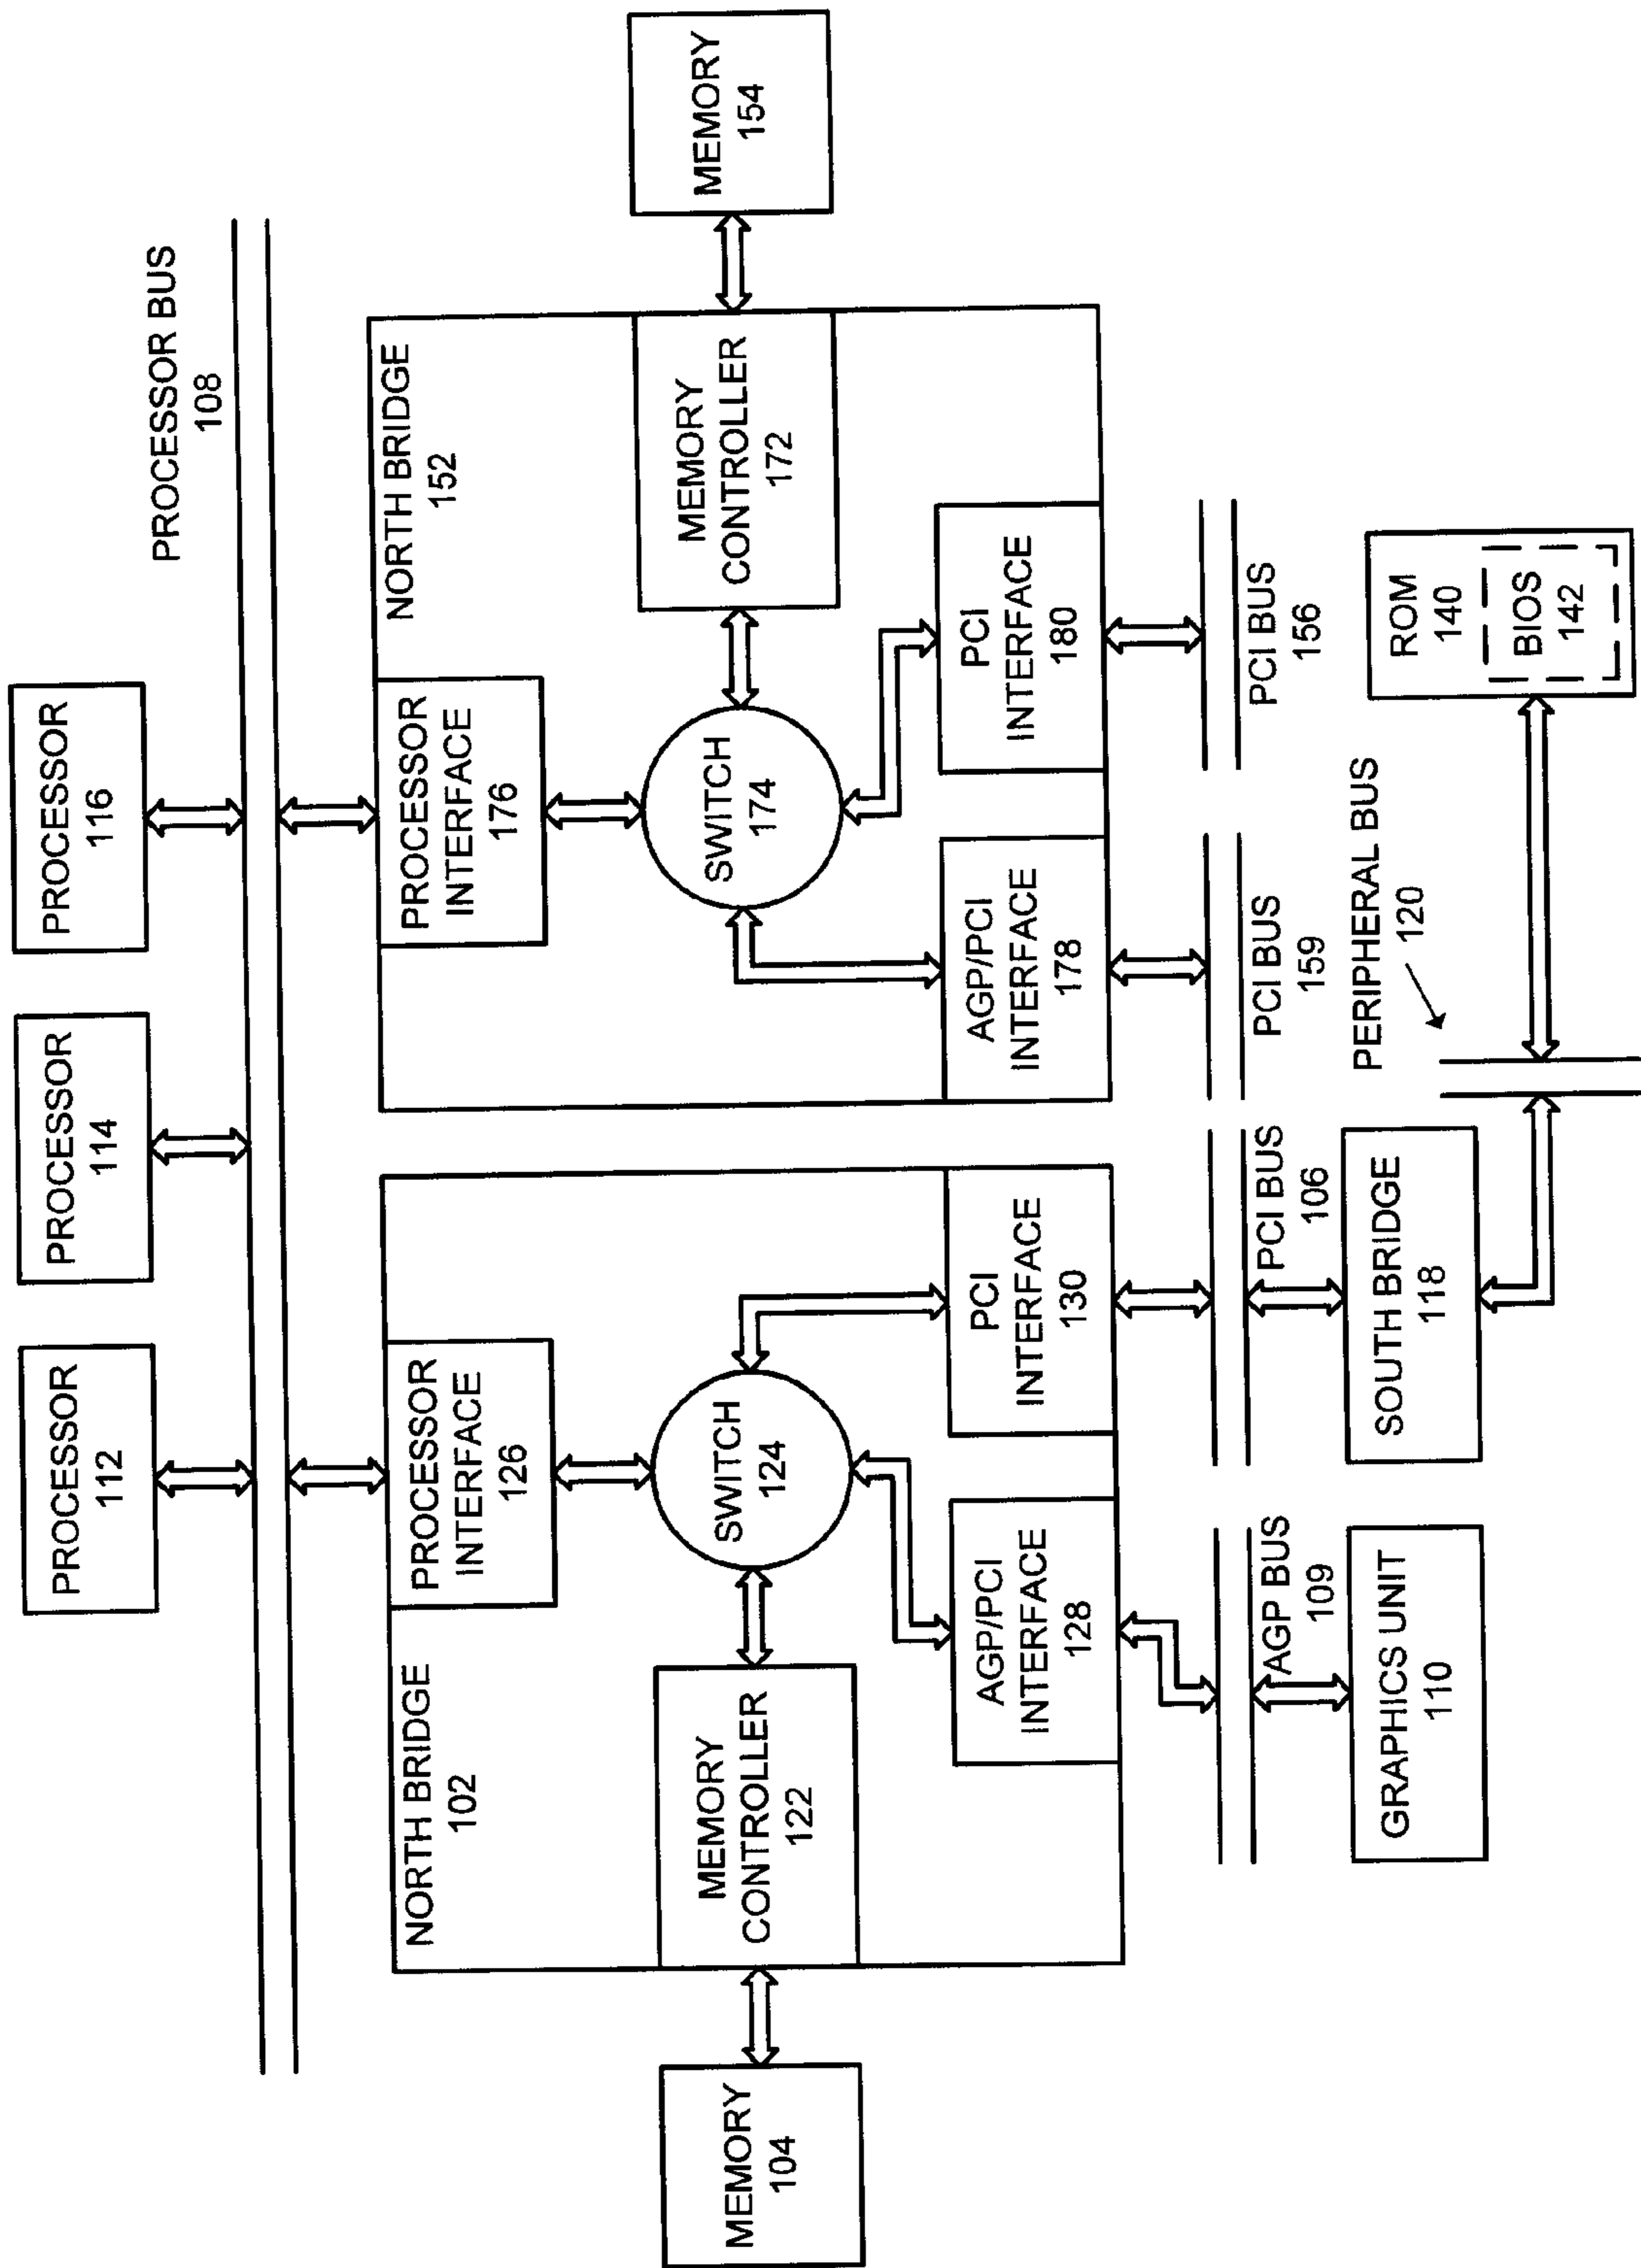 PROCESSOR
112
PROCESSOR
114
PROCESSOR
116
PROCESSOR BUS
108
NORTH BRIDGE
102
PROCESSOR
INTERFACE
126
MEMORY
104
MEMORY
CONTROLLER
122
SWITCH
124
AGP/PCI
INTERFACE
128
PCI
INTERFACE
130
NORTH BRIDGE
152
PROCESSOR
INTERFACE
176
SWITCH
174
MEMORY
CONTROLLER
172
MEMORY
154
AGP/PCI
INTERFACE
178
PCI
INTERFACE
180
AGP BUS
109
PCI BUS
106
PCI BUS
159
PCI BUS
156
GRAPHICS UNIT
110
SOUTH BRIDGE
118
PERIPHERAL BUS
120
ROM
140
BIOS
142